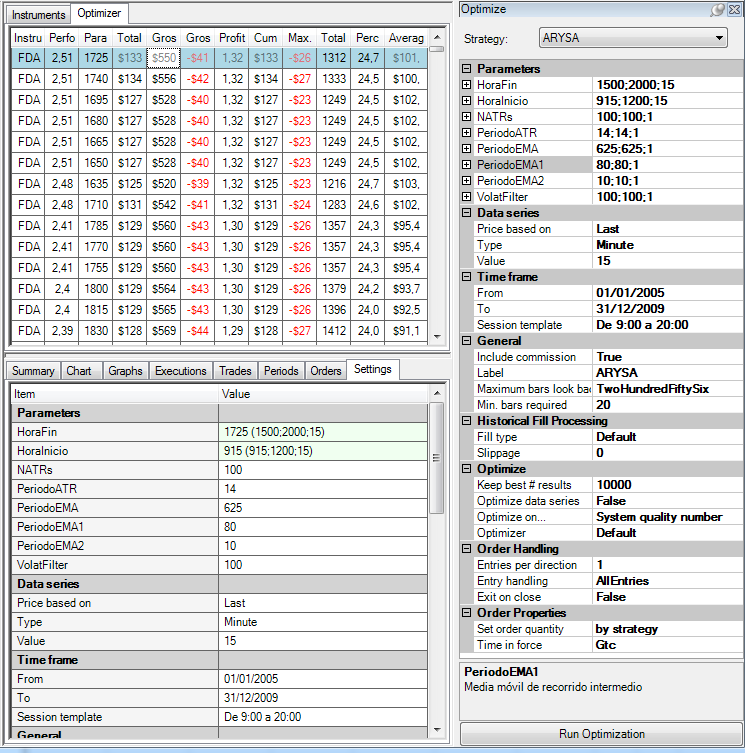 Instruments Optimizer
Instru Perfo Para Total Gros Gros Profit Cum Max. Total Perc Averag
FDA 2,51 1725 $133 $550 -$41 1,32 $133 -$26 1312 24,7 $101,
FDA 2,51 1740 $134 $556 -$42 1,32 $134 -$27 1333 24,5 $100,
FDA 2,51 1695 $127 $528 -$40 1,32 $127 -$23 1249 24,5 $102,
FDA 2,51 1680 $127 $528 -$40 1,32 $127 -$23 1249 24,5 $102,
FDA 2,51 1665 $127 $528 -$40 1,32 $127 -$23 1249 24,5 $102,
FDA 2,51 1650 $127 $528 -$40 1,32 $127 -$23 1249 24,5 $102,
FDA 2,48 1635 $125 $520 -$39 1,32 $125 -$23 1216 24,7 $103,
FDA 2,48 1710 $131 $542 -$41 1,32 $131 -$24 1283 24,6 $102,
FDA 2,41 1785 $129 $560 -$43 1,30 $129 -$26 1357 24,3 $95,4
FDA 2,41 1770 $129 $560 -$43 1,30 $129 -$26 1357 24,3 $95,4
FDA 2,41 1755 $129 $560 -$43 1,30 $129 -$26 1357 24,3 $95,4
FDA 2,4 1800 $129 $564 -$43 1,30 $129 -$26 1379 24,2 $93,7
FDA 2,4 1815 $129 $565 -$43 1,30 $129 -$26 1396 24,0 $92,5
FDA 2,39 1830 $128 $569 -$44 1,29 $128 -$27 1412 24,0 $91,1
Summary Chart Graphs Executions Trades Periods Orders Settings
Item Value
Parameters
HoraFin 1725 (1500;2000;15)
HoraInicio 915 (915;1200;15)
NATRs 100
PeriodoATR 14
PeriodoEMA 625
PeriodoEMA1 80
PeriodoEMA2 10
VolatFilter 100
Data series
Price based on Last
Type Minute
Value 15
Time frame
From 01/01/2005
To 31/12/2009
Session template De 9:00 a 20:00
General
Optimize
Strategy: ARYSA
Parameters
HoraFin 1500;2000;15
HoraInicio 915;1200;15
NATRs 100;100;1
PeriodoATR 14;14;1
PeriodoEMA 625;625;1
PeriodoEMA1 80;80;1
PeriodoEMA2 10;10;1
VolatFilter 100;100;1
Data series
Price based on Last
Type Minute
Value 15
Time frame
From 01/01/2005
To 31/12/2009
Session template De 9:00 a 20:00
General
Include commission True
Label ARYSA
Maximum bars look bac TwoHundredFiftySix
Min. bars required 20
Historical Fill Processing
Fill type Default
Slippage 0
Optimize
Keep best # results 10000
Optimize data series False
Optimize on... System quality number
Optimizer Default
Order Handling
Entries per direction 1
Entry handling AllEntries
Exit on close False
Order Properties
Set order quantity by strategy
Time in force Gtc
PeriodoEMA1
Media móvil de recorrido intermedio
Run Optimization